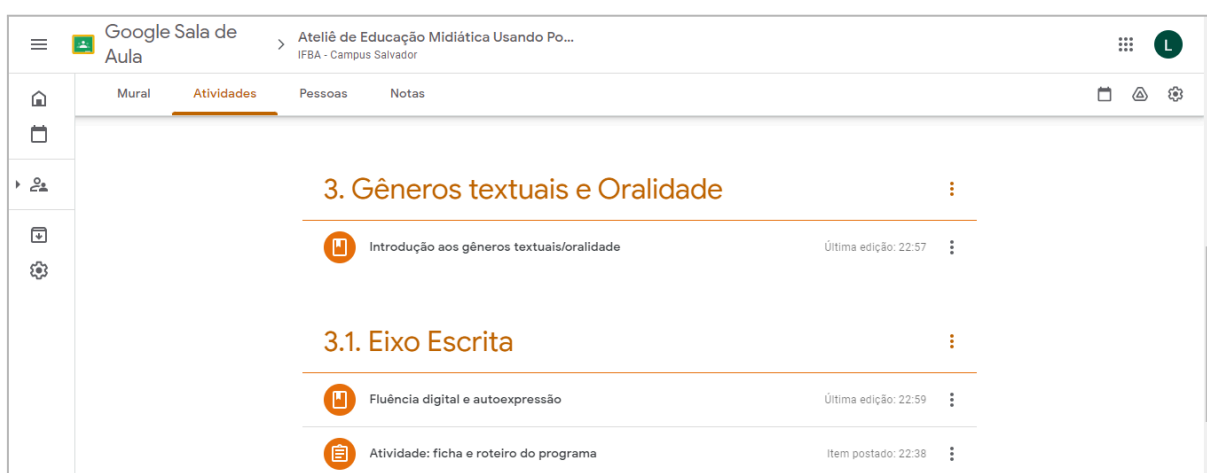 Google Sala de
Aula
Ateliê de Educação Midiática Usando Po...
IFBA - Campus Salvador
L
Mural Atividades Pessoas Notas
3. Gêneros textuais e Oralidade
Introdução aos gêneros textuais/oralidade Última edição: 22:57
3.1. Eixo Escrita
Fluência digital e autoexpressão Última edição: 22:59
Atividade: ficha e roteiro do programa Item postado: 22:38